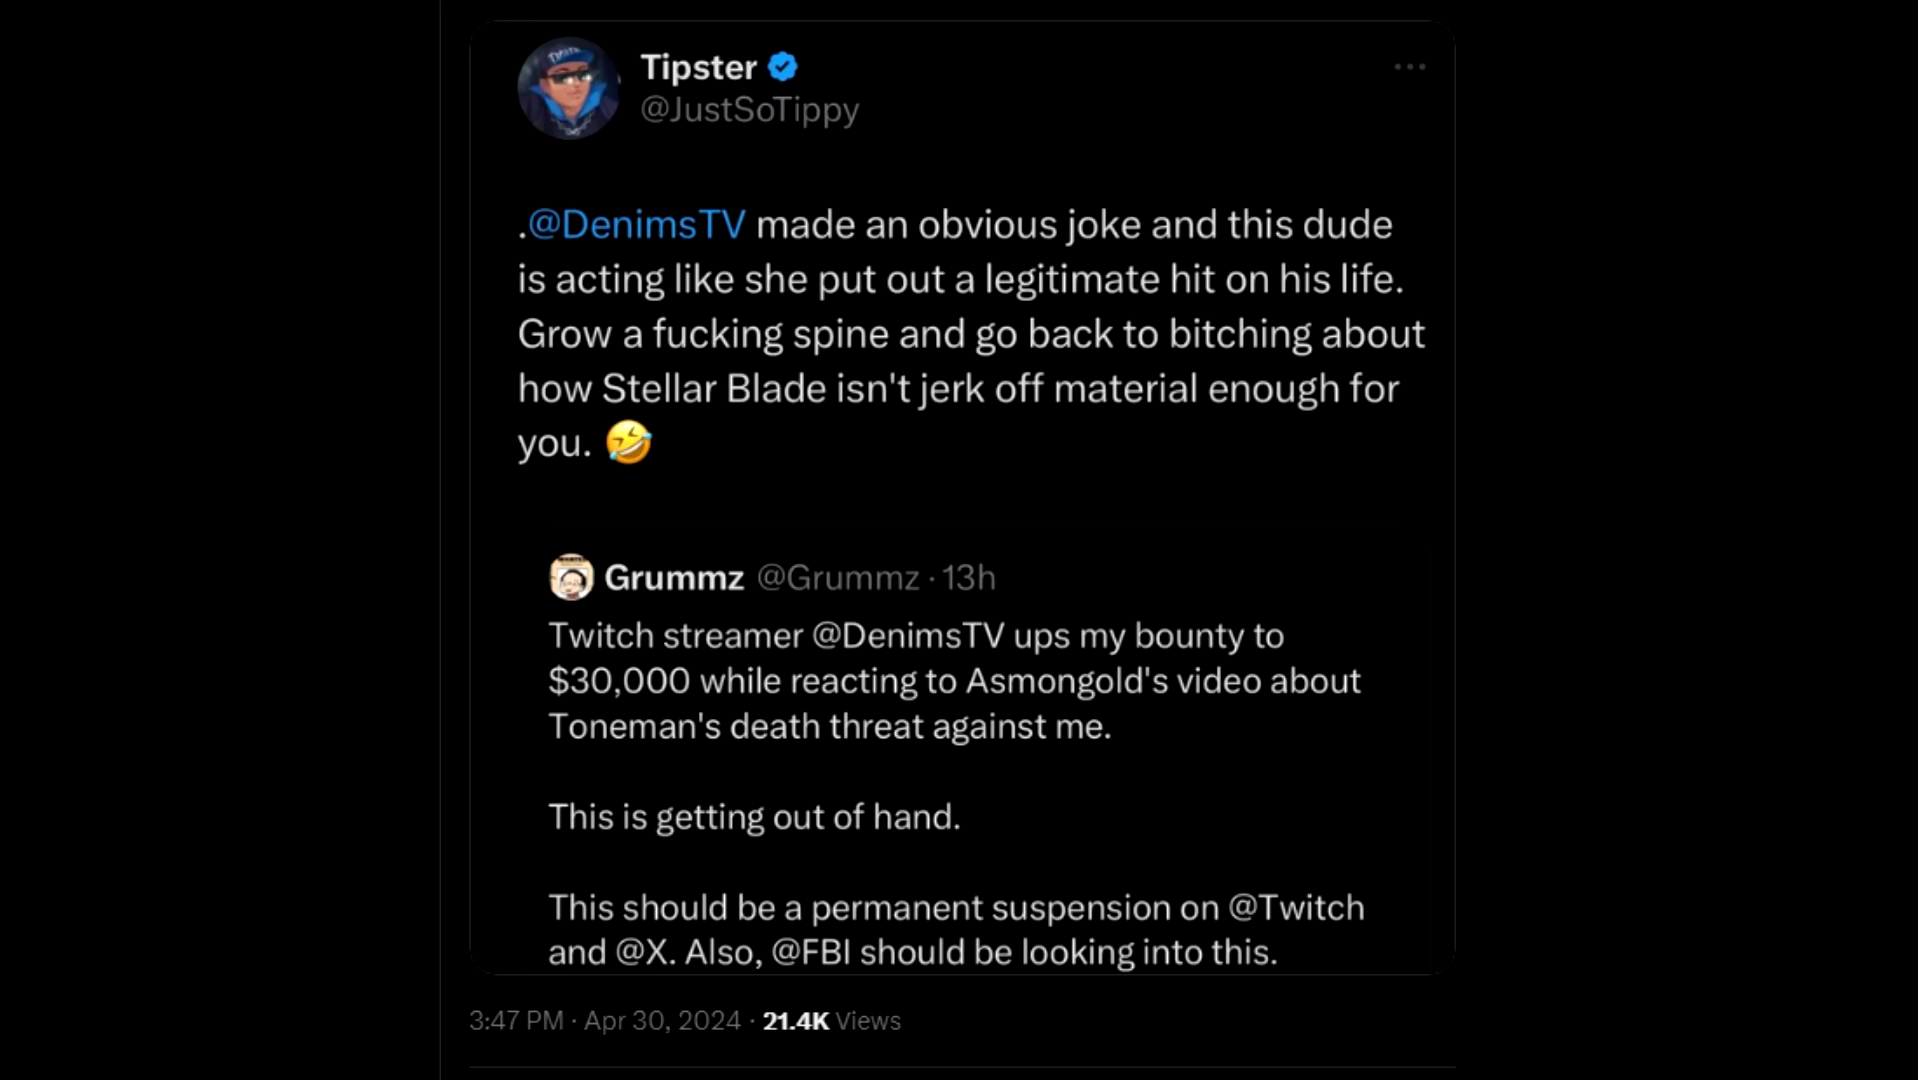 Tipster
@JustSoTippy
.@DenimsTV made an obvious joke and this dude
is acting like she put out a legitimate hit on his life.
Grow a fucking spine and go back to bitching about
how Stellar Blade isn't jerk off material enough for
you. 🤣
Grummz @Grummz · 13h
Twitch streamer @DenimsTV ups my bounty to
$30,000 while reacting to Asmongold's video about
Toneman's death threat against me.
This is getting out of hand.
This should be a permanent suspension on @Twitch
and @X. Also, @FBI should be looking into this.
3:47 PM · Apr 30, 2024 · 21.4K Views